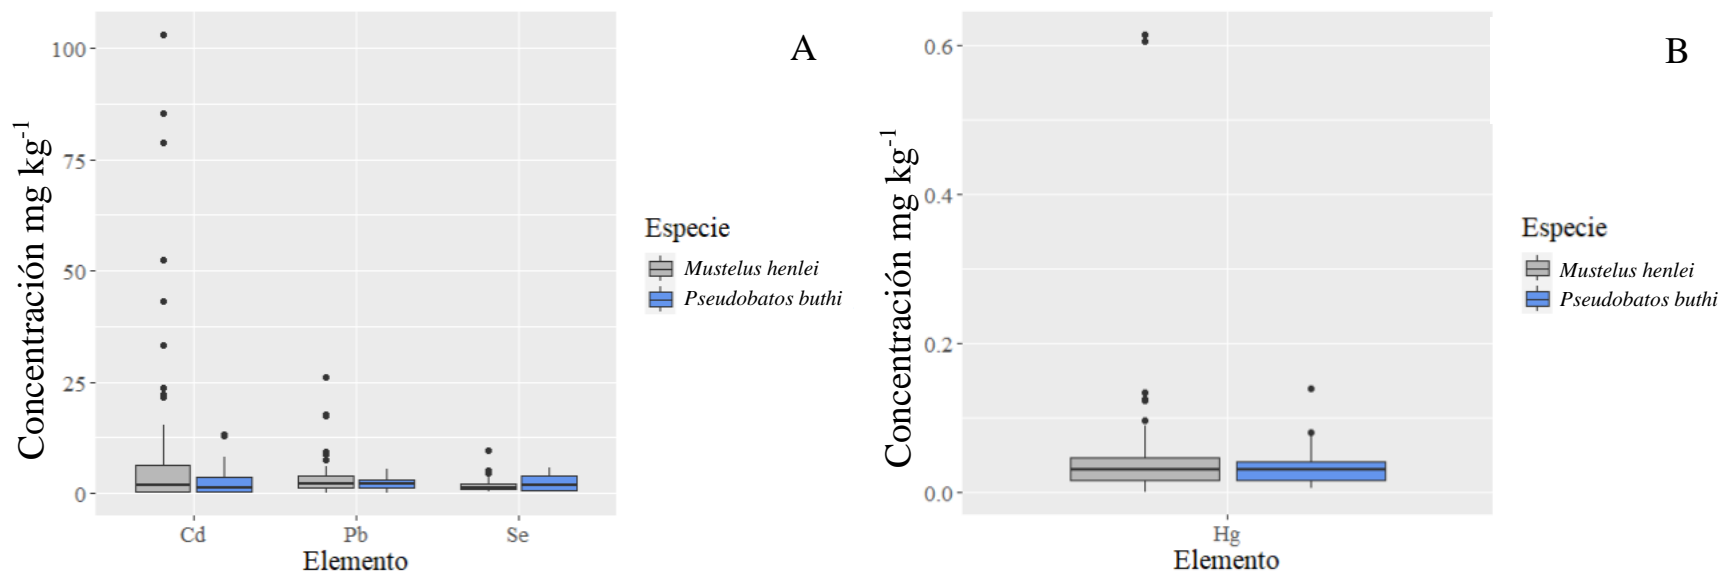 A
Concentración mg kg-1
100
75
50
25
0
Cd Pb Se
Elemento
Especie
Mustelus henlei
Pseudobatos buthi
B
Concentración mg kg-1
0.6
0.4
0.2
0.0
Hg
Elemento
Especie
Mustelus henlei
Pseudobatos buthi